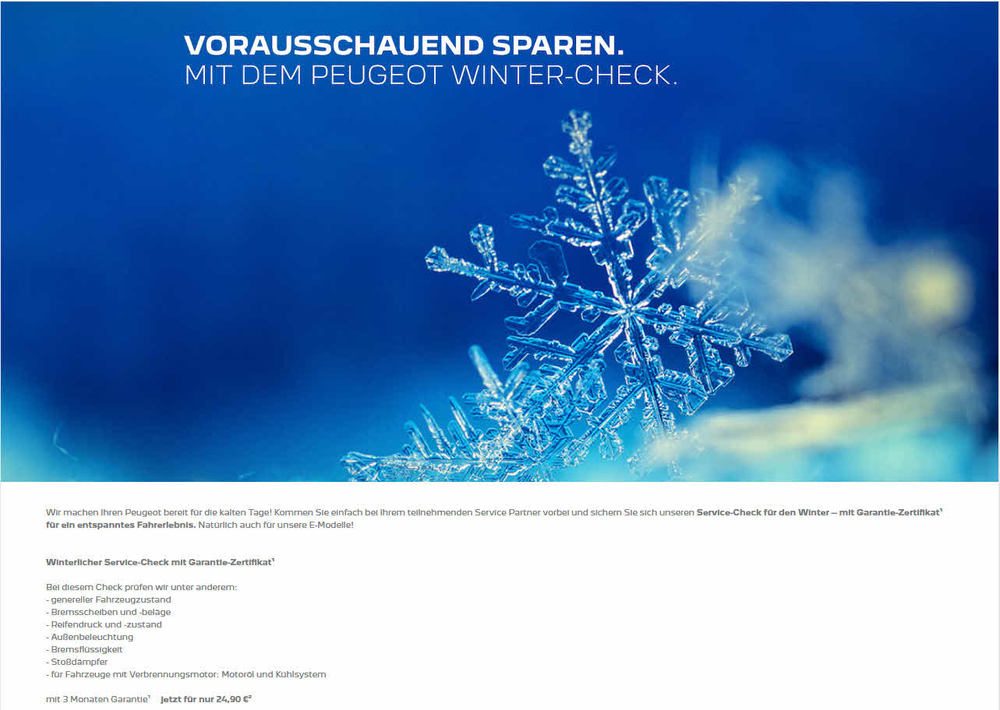 VORAUSSCHAUEND SPAREN.
MIT DEM PEUGEOT WINTER-CHECK.
Wir machen Ihren Peugeot bereit für die kalten Tage! Kommen Sie einfach bei Ihrem teilnehmenden Service Partner vorbei und sichern Sie sich unseren Service-Check für den Winter – mit Garantie-Zertifikat¹
für ein entspanntes Fahrerlebnis. Natürlich auch für unsere E-Modelle!
Winterlicher Service-Check mit Garantie-Zertifikat¹
Bei diesem Check prüfen wir unter anderem:
- genereller Fahrzeugzustand
- Bremsscheiben und -beläge
- Reifendruck und -zustand
- Außenbeleuchtung
- Bremsflüssigkeit
- Stoßdämpfer
- für Fahrzeuge mit Verbrennungsmotor: Motoröl und Kühlsystem
mit 3 Monaten Garantie¹ Jetzt für nur 24,90 €²